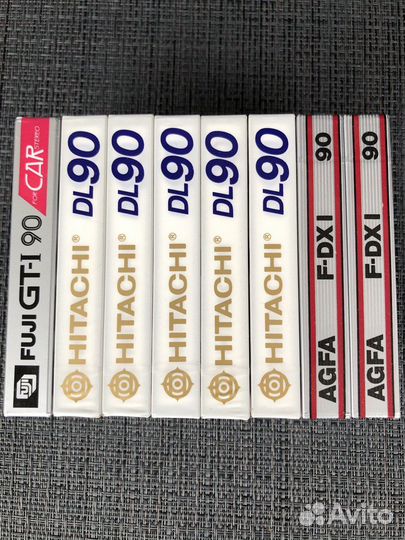 FUJI GT-I 90 FOR CAR STEREO
HITACHI® DL90
HITACHI® DL90
HITACHI® DL90
HITACHI® DL90
HITACHI® DL90
AGFA F-DX I 90
AGFA F-DX I 90
Avito